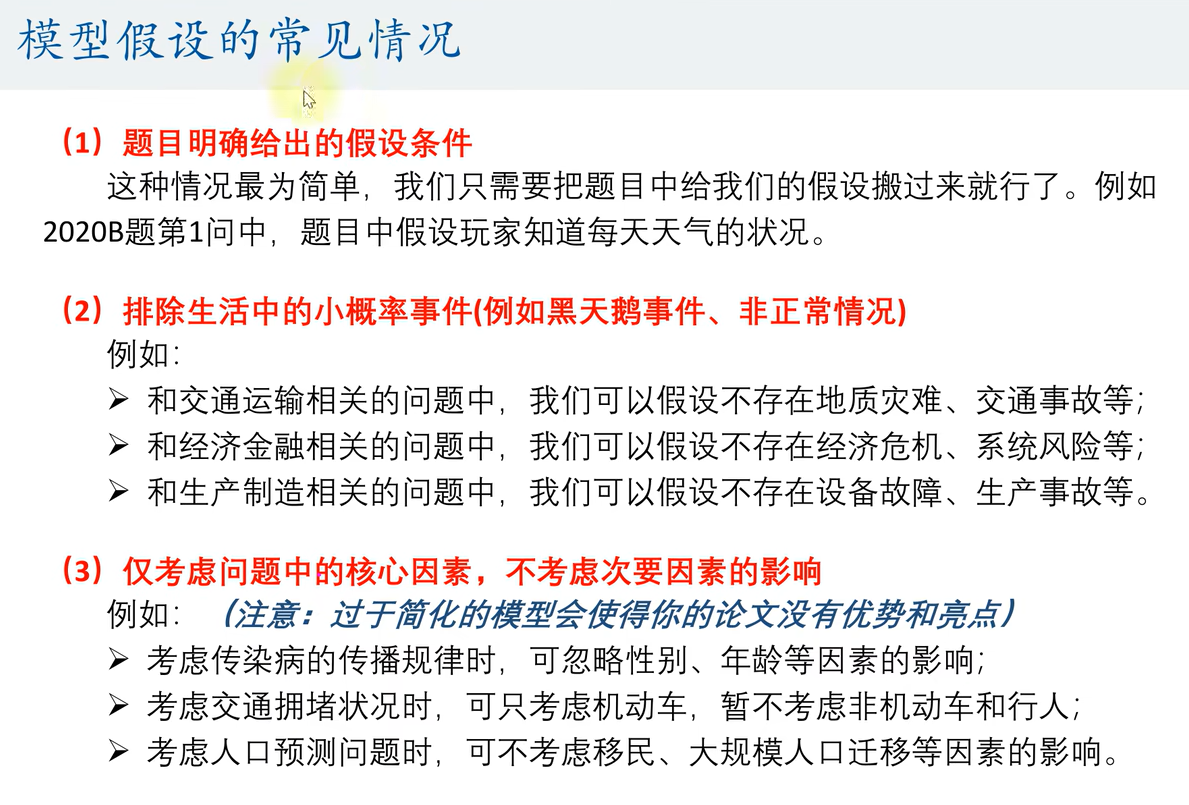 模型假设的常见情况
（1）题目明确给出的假设条件
这种情况最为简单，我们只需要把题目中给我们的假设搬过来就行了。例如
2020B题第1问中，题目中假设玩家知道每天天气的状况。
（2）排除生活中的小概率事件(例如黑天鹅事件、非正常情况)
例如：
➢ 和交通运输相关的问题中，我们可以假设不存在地质灾难、交通事故等；
➢ 和经济金融相关的问题中，我们可以假设不存在经济危机、系统风险等；
➢ 和生产制造相关的问题中，我们可以假设不存在设备故障、生产事故等。
（3）仅考虑问题中的核心因素，不考虑次要因素的影响
例如：（注意：过于简化的模型会使得你的论文没有优势和亮点）
➢ 考虑传染病的传播规律时，可忽略性别、年龄等因素的影响；
➢ 考虑交通拥堵状况时，可只考虑机动车，暂不考虑非机动车和行人；
➢ 考虑人口预测问题时，可不考虑移民、大规模人口迁移等因素的影响。